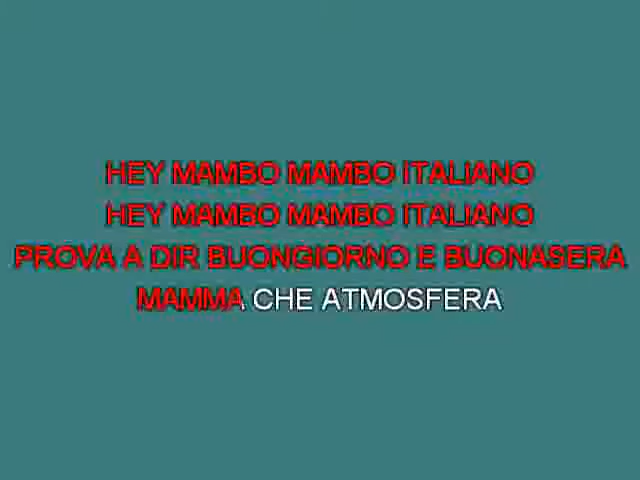 HEY MAMBO MAMBO ITALIANO
HEY MAMBO MAMBO ITALIANO
PROVA A DIR BUONGIORNO E BUONASERA
MAMMA CHE ATMOSFERA